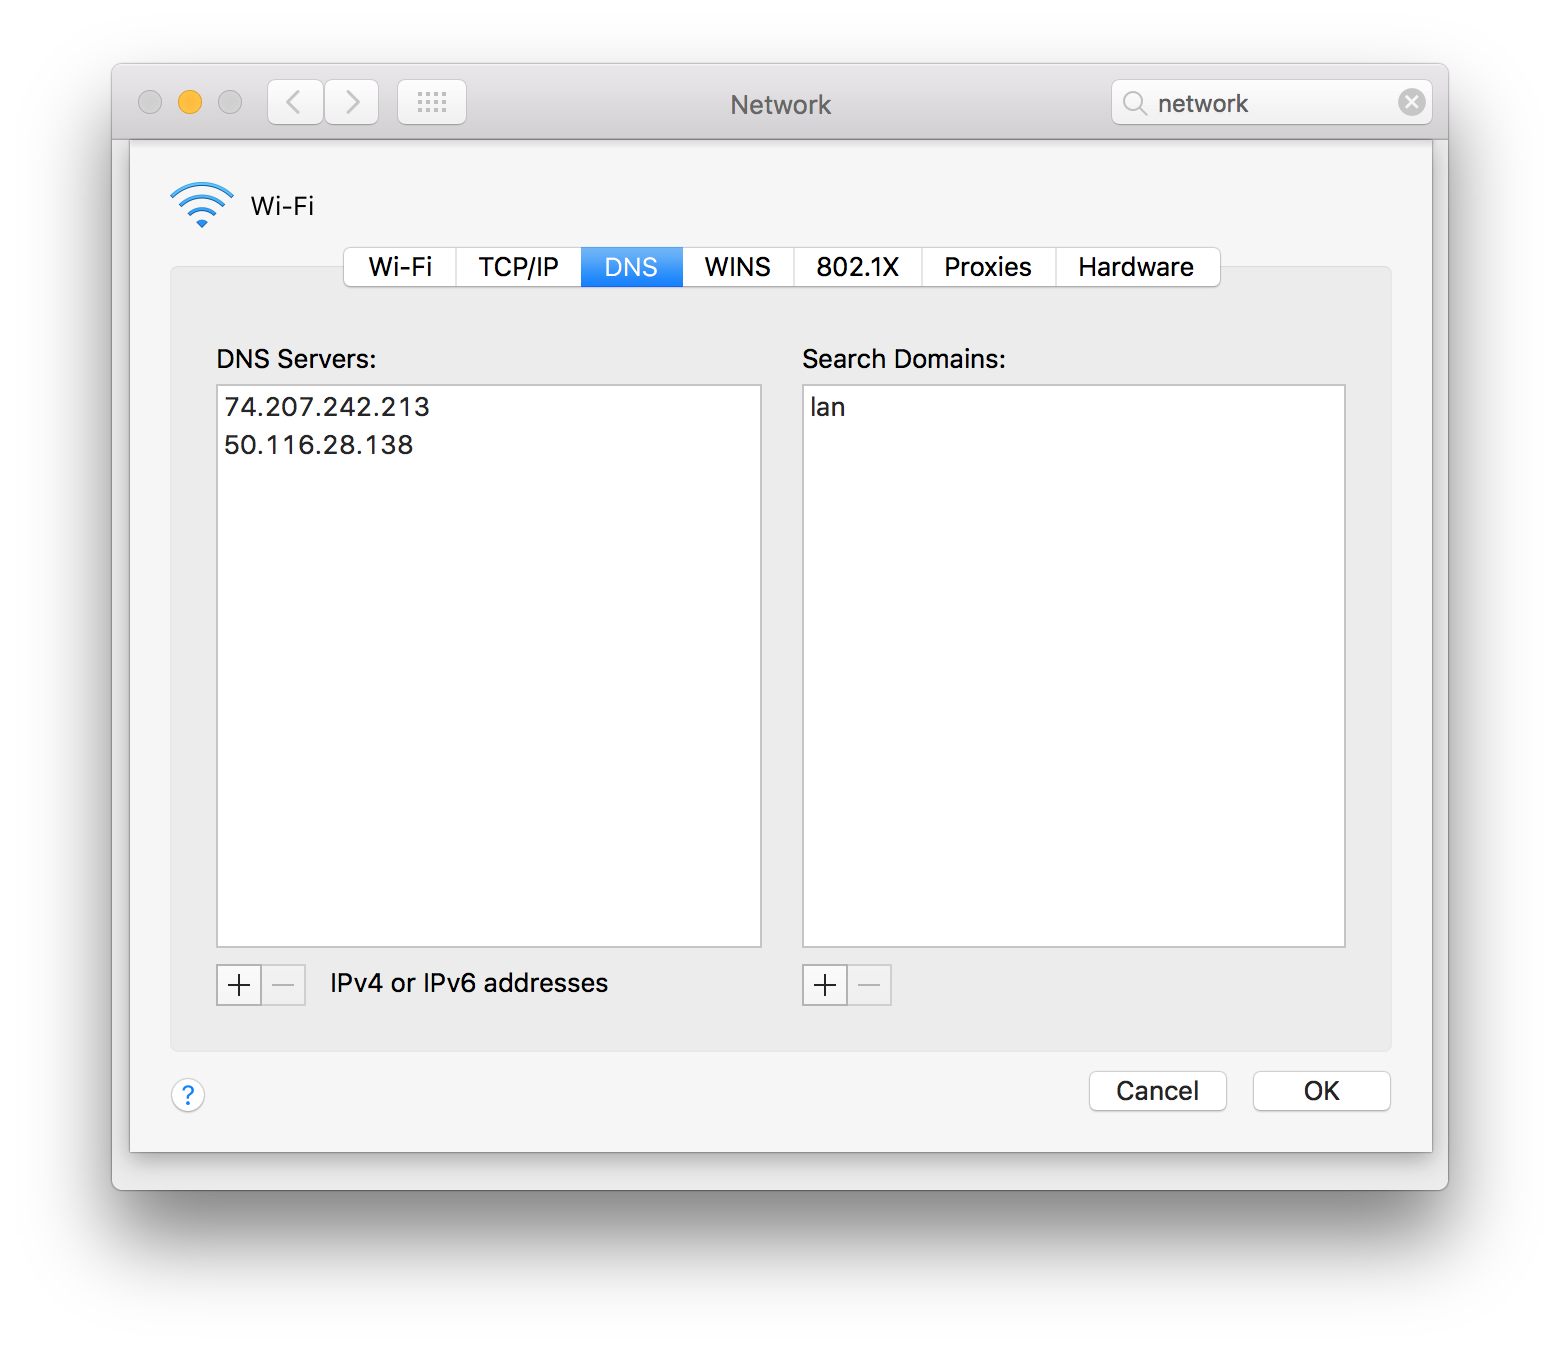 Network
network
Wi-Fi
Wi-Fi TCP/IP DNS WINS 802.1X Proxies Hardware
DNS Servers:
74.207.242.213
50.116.28.138
Search Domains:
lan
+ − IPv4 or IPv6 addresses
+ −
? Cancel OK